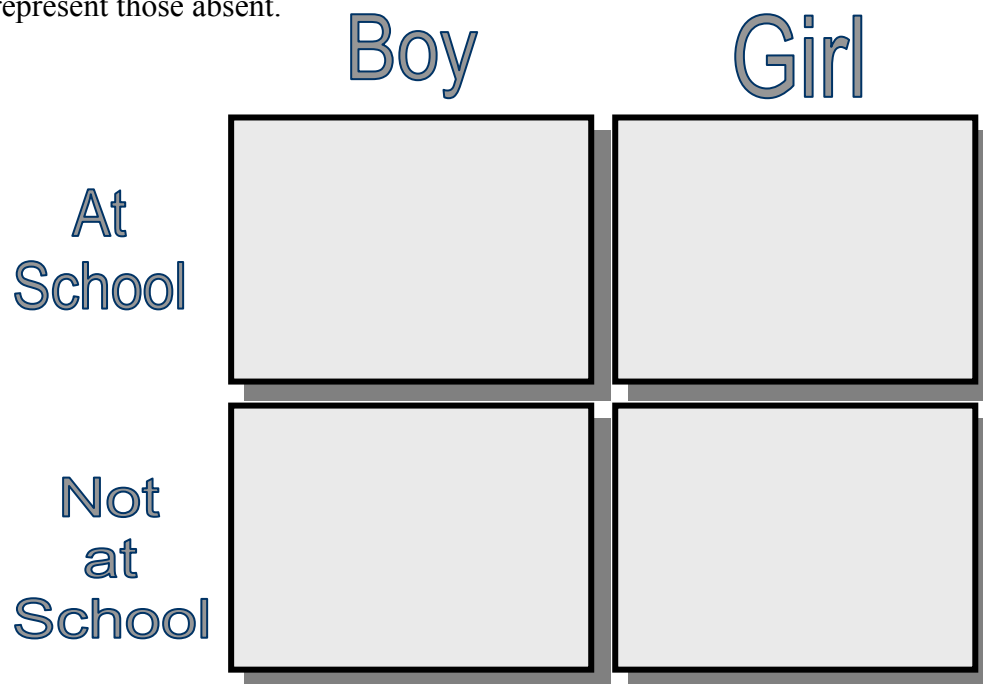 represent those absent.
Boy Girl
At
School
Not
at
School